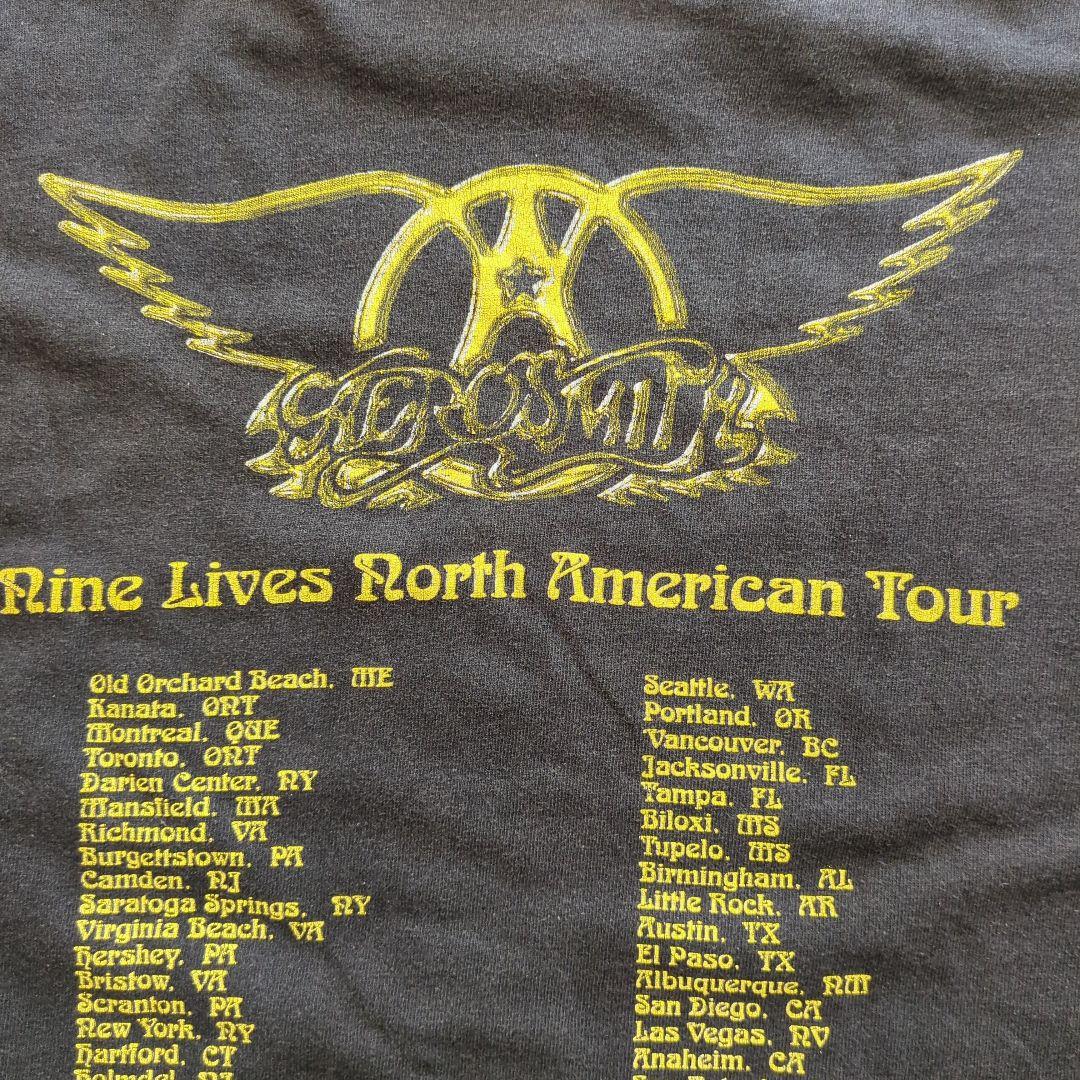 AEROSMITH
Nine Lives North American Tour
Old Orchard Beach, ME
Kanata, ONT
Montreal, QUE
Toronto, ONT
Darien Center, NY
Mansfield, MA
Richmond, VA
Burgettstown, PA
Camden, NJ
Saratoga Springs, NY
Virginia Beach, VA
Hershey, PA
Bristow, VA
Scranton, PA
New York, NY
Hartford, CT
Holmdel, NJ
Seattle, WA
Portland, OR
Vancouver, BC
Jacksonville, FL
Tampa, FL
Biloxi, MS
Tupelo, MS
Birmingham, AL
Little Rock, AR
Austin, TX
El Paso, TX
Albuquerque, NM
San Diego, CA
Las Vegas, NV
Anaheim, CA